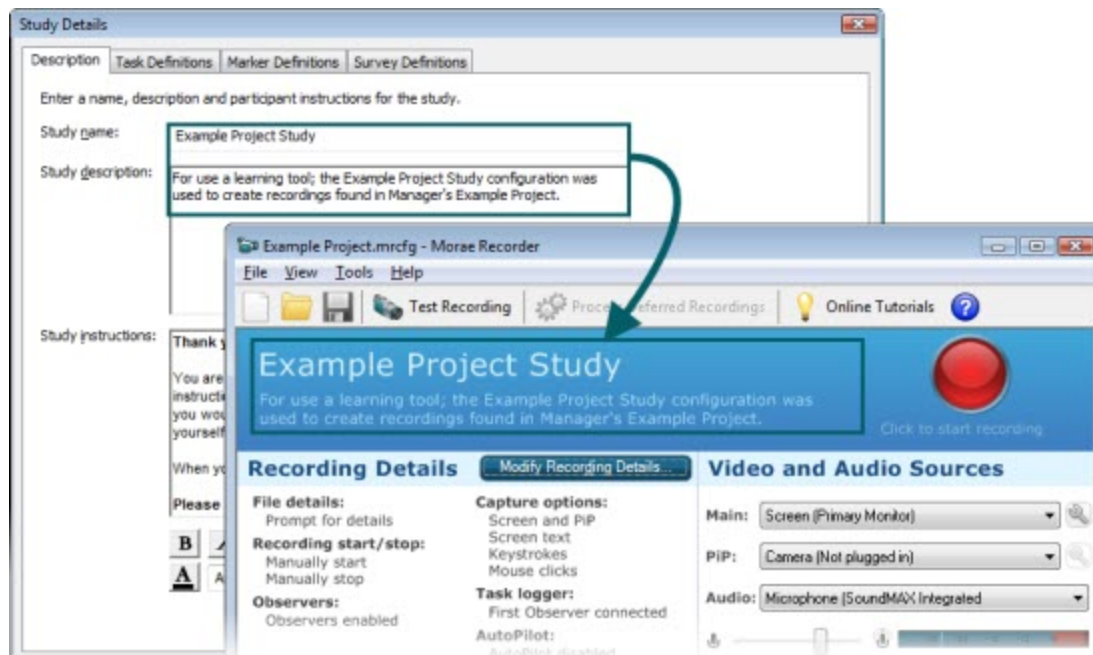 Study Details
Description Task Definitions Marker Definitions Survey Definitions
Enter a name, description and participant instructions for the study.
Study name: Example Project Study
Study description: For use a learning tool; the Example Project Study configuration was
used to create recordings found in Manager's Example Project.
Study instructions: Thank
You are
instructi
you wou
yourself
When yo
Please
B
A A
Example Project.mrcfg - Morae Recorder
File View Tools Help
Test Recording Process Deferred Recordings Online Tutorials ?
Example Project Study
For use a learning tool; the Example Project Study configuration was
used to create recordings found in Manager's Example Project.
Click to start recording
Recording Details Modify Recording Details... Video and Audio Sources
File details:
Prompt for details
Recording start/stop:
Manually start
Manually stop
Observers:
Observers enabled
Capture options:
Screen and PiP
Screen text
Keystrokes
Mouse clicks
Task logger:
First Observer connected
AutoPilot:
AutoPilot disabled
Main: Screen (Primary Monitor)
PiP: Camera (Not plugged in)
Audio: Microphone (SoundMAX Integrated